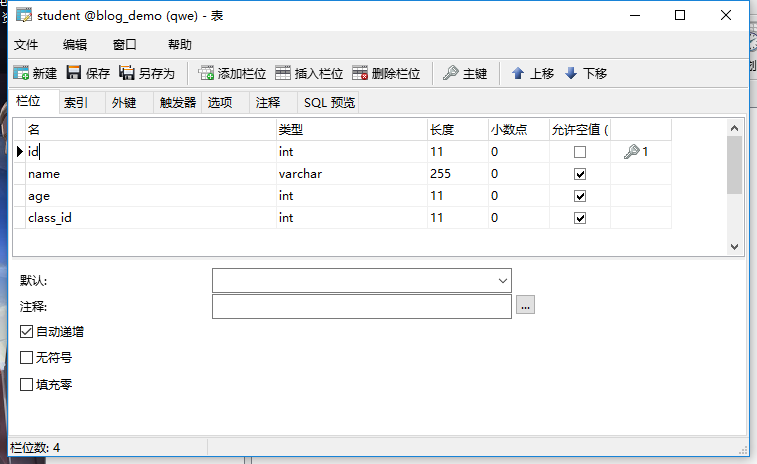 student @blog_demo (qwe) - 表
文件 编辑 窗口 帮助
新建 保存 另存为 添加栏位 插入栏位 删除栏位 主键 上移 下移
栏位 索引 外键 触发器 选项 注释 SQL 预览
名 类型 长度 小数点 允许空值 (
id int 11 0 1
name varchar 255 0
age int 11 0
class_id int 11 0
默认:
注释:
...
自动递增
无符号
填充零
栏位数: 4